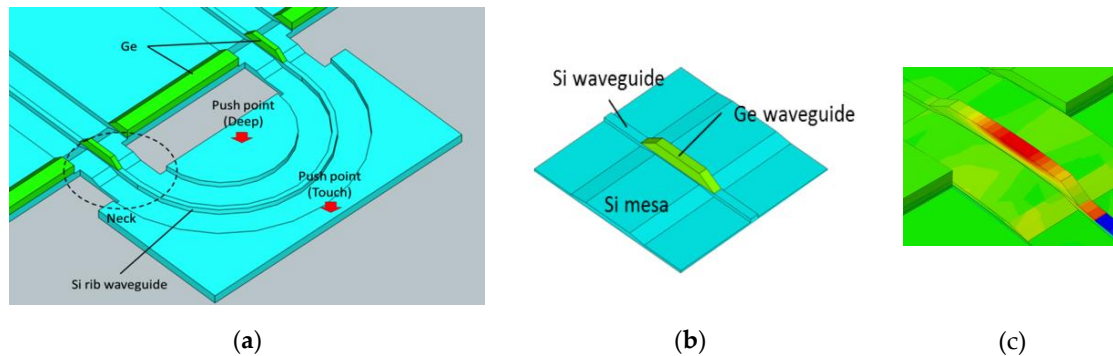 Ge
Push point
(Deep)
Push point
(Touch)
Neck
Si rib waveguide
(a)
Si waveguide
Ge waveguide
Si mesa
(b)
(c)